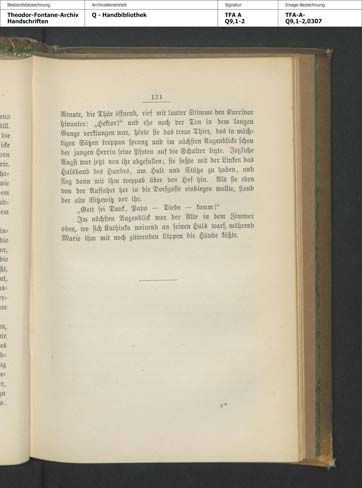 Bestandsbezeichnung
Theodor-Fontane-Archiv
Handschriften
Archivalieneinheit
Q - Handbibliothek
Signatur
TFA A
Q9,1-2
Image-Bezeichnung
TFA-A-
Q9,1-2,0307
131
Renate, die Thür öffnend, rief mit lauter Stimme den Korridor
hinunter: „Hektor!“ und ehe noch der Ton in dem langen
Gange verklungen war, hörte sie das treue Thier, das in mäch-
tigen Sätzen treppan sprang und im nächsten Augenblicke schon
der jungen Herrin seine Pfoten auf die Schulter legte. Jegliche
Angst war jetzt von ihr abgefallen; sie faßte mit der Linken das
Halsband des Hundes, um Halt und Stütze zu haben, und
flog dann mit ihm treppab über den Hof hin. Als sie eben
von der Auffahrt her in die Dorfgasse einbiegen wollte, stand
der alte Vitzewitz vor ihr.
„Gott sei Dank, Papa — Diebe — komm!“
Im nächsten Augenblick war der Alte in dem Zimmer
oben, wo sich Kathinka weinend an seinen Hals warf, während
Marie ihm mit noch zitternden Lippen die Hände küßte.
9*